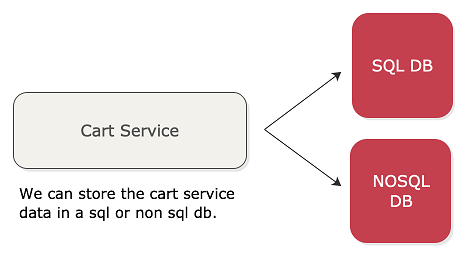 SQL DB
Cart Service
NOSQL
DB
We can store the cart service
data in a sql or non sql db.